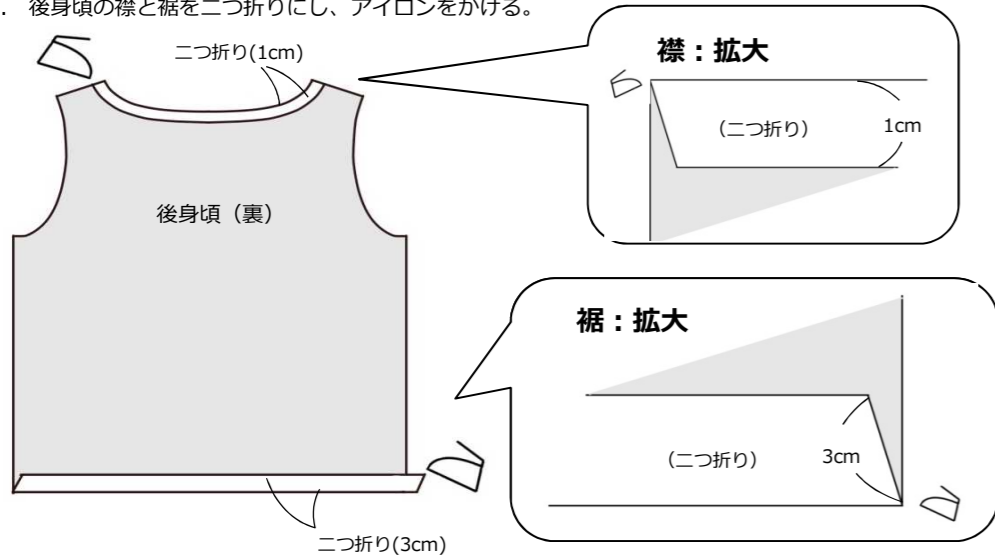 . 後身頃の襟と裾を二つ折りにし、アイロンをかける。
二つ折り(1cm)
襟：拡大
（二つ折り）
1cm
後身頃（裏）
裾：拡大
（二つ折り）
3cm
二つ折り(3cm)